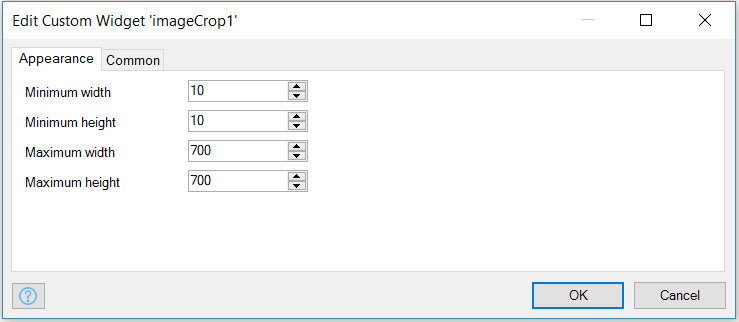 Edit Custom Widget 'imageCrop1'
Appearance Common
Minimum width 10
Minimum height 10
Maximum width 700
Maximum height 700
? OK Cancel